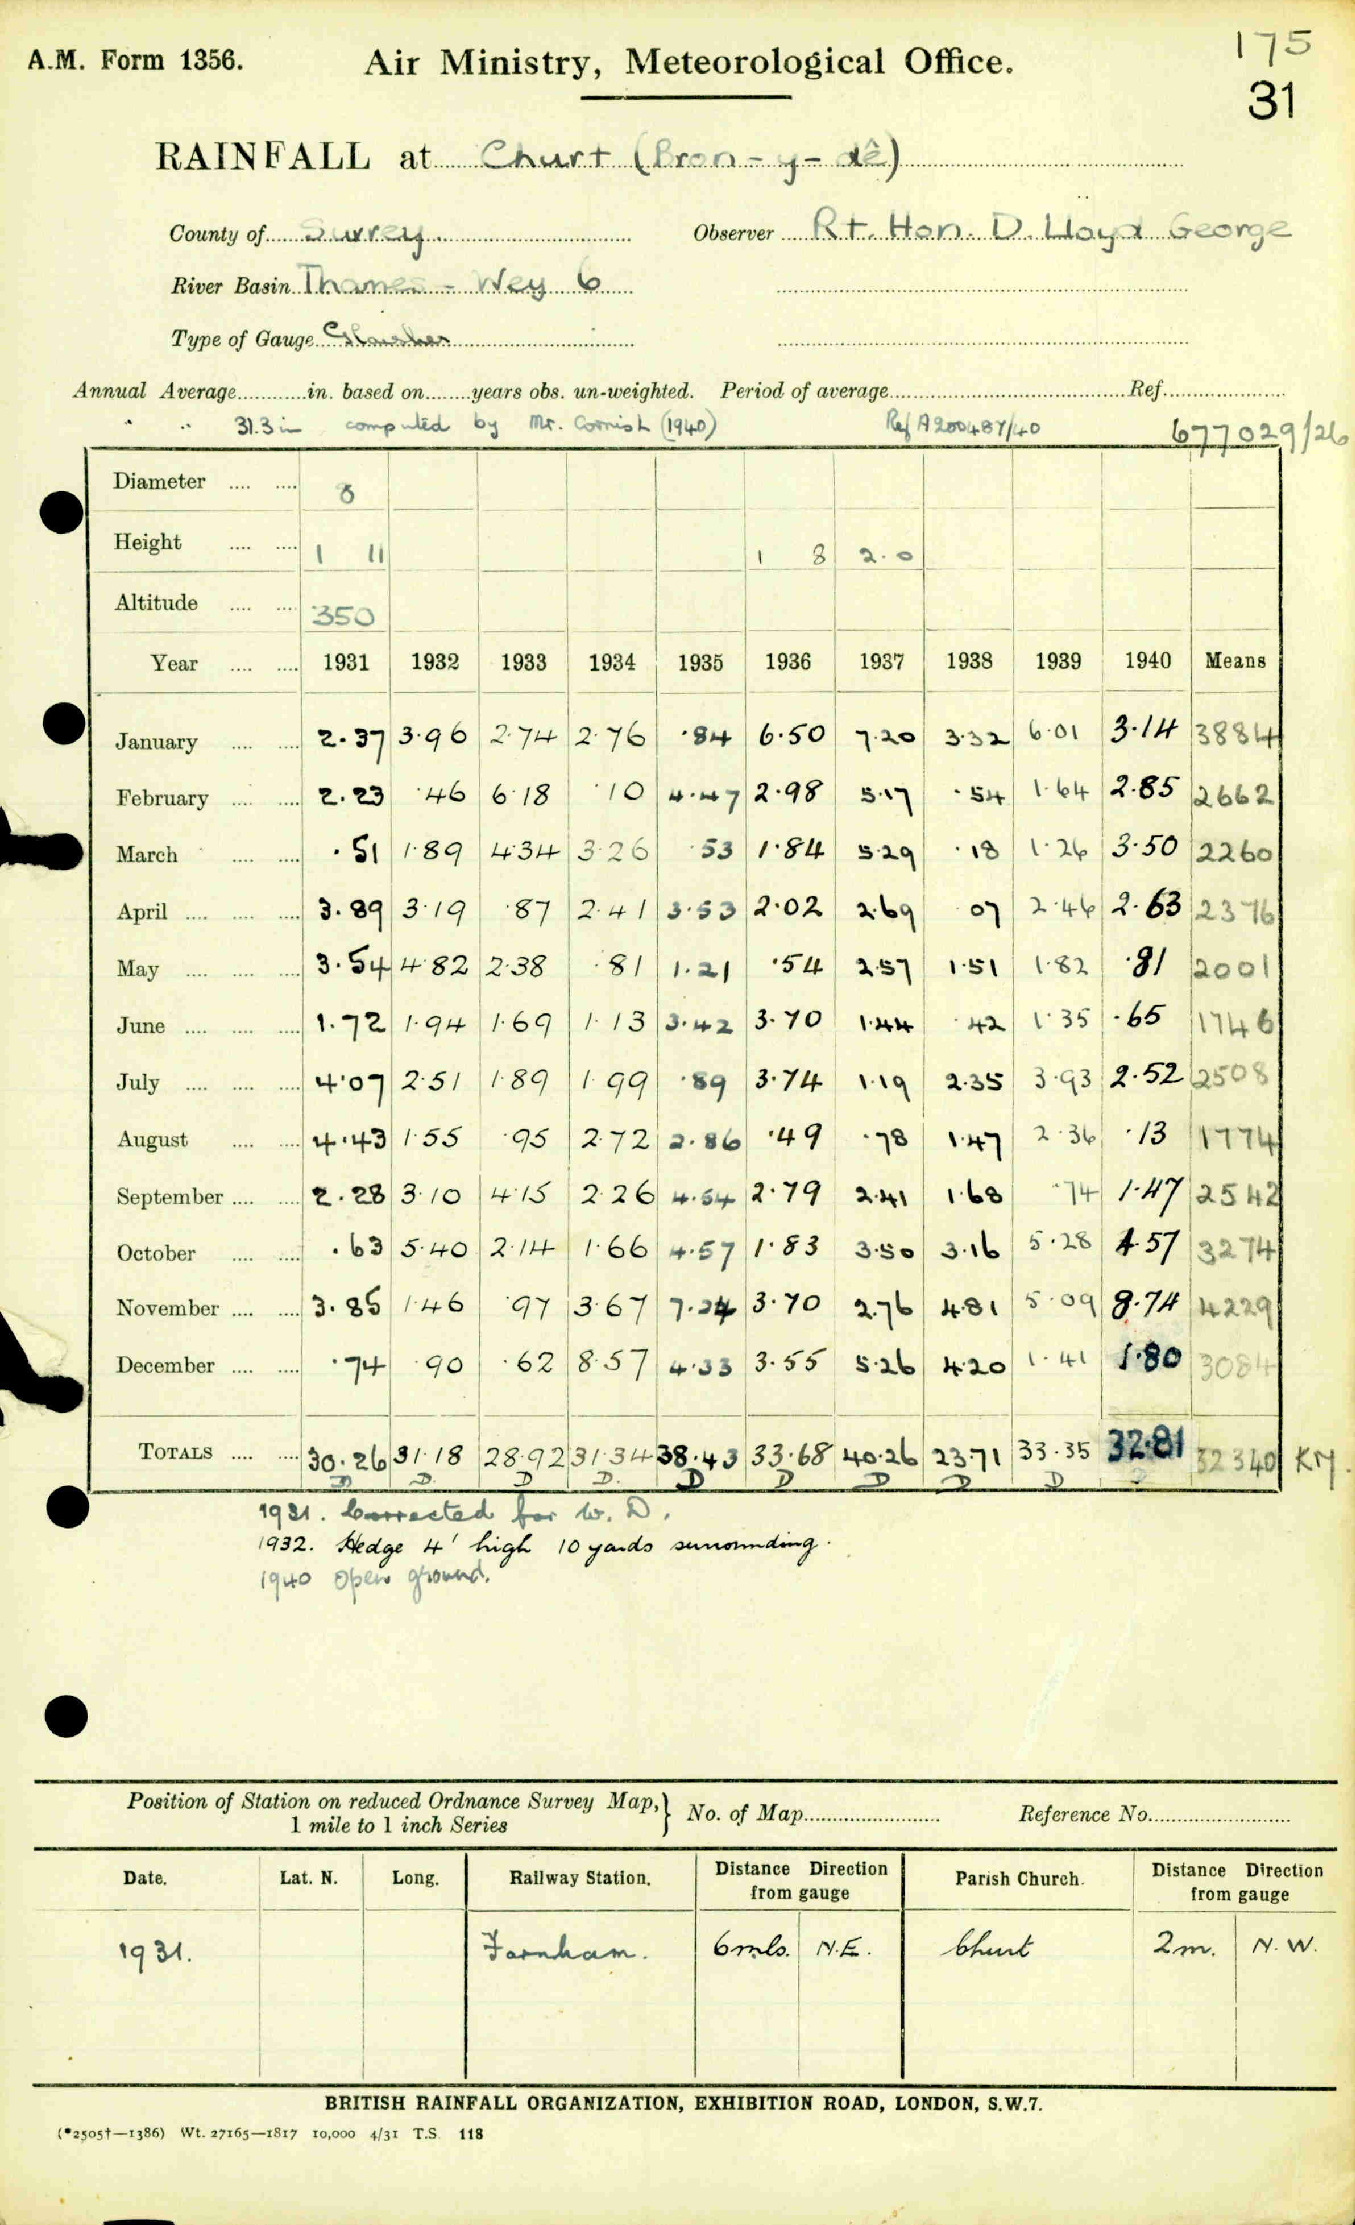 175
A.M. Form 1356. Air Ministry, Meteorological Office.
31
RAINFALL at Churt (Bron-y-dê)
County of Surrey. Observer Rt. Hon. D. Lloyd George
River Basin Thames - Wey 6
Type of Gauge Glaisher
Annual Average in. based on years obs. un-weighted. Period of average Ref.
" " 31.3 in computed by Mr. Cornish (1940) Ref A200487/40 677029/26
Diameter 8
Height 1 11 1 8 2.0
Altitude 350
Year 1931 1932 1933 1934 1935 1936 1937 1938 1939 1940 Means
January 2.37 3.96 2.74 2.76 .84 6.50 7.20 3.32 6.01 3.14 3884
February 2.23 .46 6.18 .10 4.47 2.98 5.17 .54 1.64 2.85 2662
March .51 1.89 4.34 3.26 .53 1.84 5.29 .18 1.26 3.50 2260
April 3.89 3.19 .87 2.41 3.53 2.02 2.69 07 2.46 2.63 2376
May 3.54 4.82 2.38 .81 1.21 .54 2.57 1.51 1.82 .81 2001
June 1.72 1.94 1.69 1.13 3.42 3.70 1.44 .42 1.35 .65 1746
July 4.07 2.51 1.89 1.99 .89 3.74 1.19 2.35 3.93 2.52 2508
August 4.43 1.55 .95 2.72 2.86 .49 .78 1.47 2.36 .13 1774
September 2.28 3.10 4.15 2.26 4.54 2.79 2.41 1.68 .74 1.47 2542
October .63 5.40 2.14 1.66 4.57 1.83 3.50 3.16 5.28 4.57 3274
November 3.85 1.46 .97 3.67 7.24 3.70 2.76 4.81 5.09 8.74 4229
December .74 .90 .62 8.57 4.33 3.55 5.26 4.20 1.41 1.80 3084
TOTALS 30.26 31.18 28.92 31.34 38.43 33.68 40.26 23.71 33.35 32.81 32340 KM.
D D D D. D D D D D D
1931. Corrected for W. D.
1932. Hedge 4' high 10 yards surrounding.
1940 Open ground.
Position of Station on reduced Ordnance Survey Map, } No. of Map Reference No.
1 mile to 1 inch Series
Date. Lat. N. Long. Railway Station. Distance Direction from gauge Parish Church. Distance Direction from gauge
1931. Farnham. 6 mls. N.E. Churt 2 m. N.W.
BRITISH RAINFALL ORGANIZATION, EXHIBITION ROAD, LONDON, S.W.7.
(*2505†—1386) Wt. 27165—1817 10,000 4/31 T.S. 118